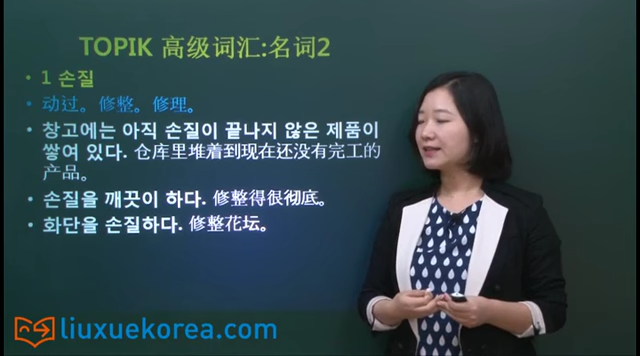 TOPIK 高级词汇:名词2
• 1 손질
• 动过。修整。修理。
• 창고에는 아직 손질이 끝나지 않은 제품이
쌓여 있다. 仓库里堆着到现在还没有完工的
产品。
• 손질을 깨끗이 하다. 修整得很彻底。
• 화단을 손질하다. 修整花坛。
liuxuekorea.com